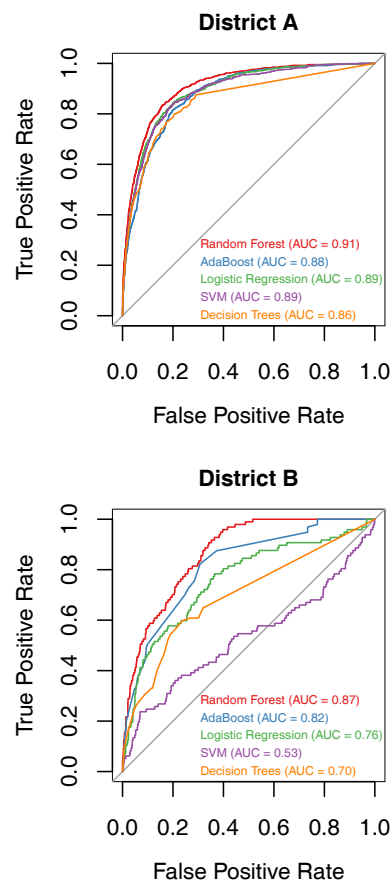 District A
True Positive Rate
0.0 0.2 0.4 0.6 0.8 1.0
Random Forest (AUC = 0.91)
AdaBoost (AUC = 0.88)
Logistic Regression (AUC = 0.89)
SVM (AUC = 0.89)
Decision Trees (AUC = 0.86)
0.0 0.2 0.4 0.6 0.8 1.0
False Positive Rate
District B
True Positive Rate
0.0 0.2 0.4 0.6 0.8 1.0
Random Forest (AUC = 0.87)
AdaBoost (AUC = 0.82)
Logistic Regression (AUC = 0.76)
SVM (AUC = 0.53)
Decision Trees (AUC = 0.70)
0.0 0.2 0.4 0.6 0.8 1.0
False Positive Rate